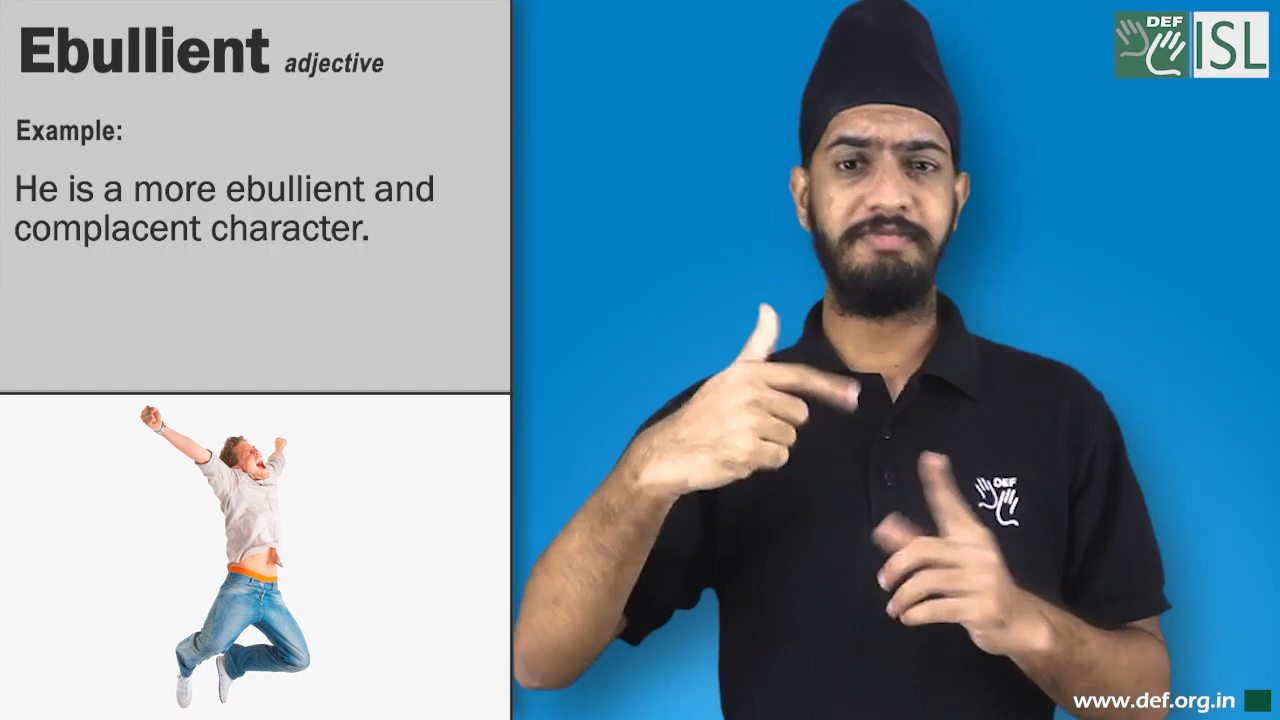 Ebullient adjective
Example:
He is a more ebullient and
complacent character.
DEF
ISL
DEF
www.def.org.in